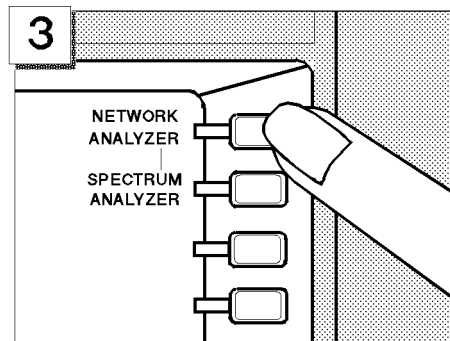 3
NETWORK
ANALYZER
SPECTRUM
ANALYZER